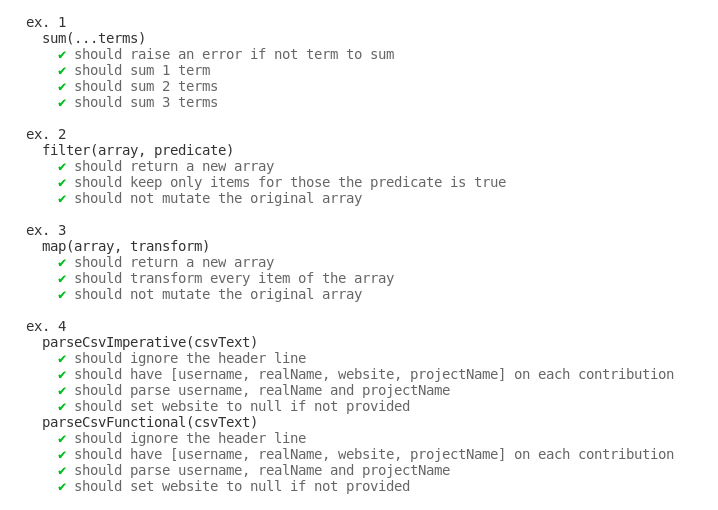 ex. 1
sum(...terms)
✔ should raise an error if not term to sum
✔ should sum 1 term
✔ should sum 2 terms
✔ should sum 3 terms
ex. 2
filter(array, predicate)
✔ should return a new array
✔ should keep only items for those the predicate is true
✔ should not mutate the original array
ex. 3
map(array, transform)
✔ should return a new array
✔ should transform every item of the array
✔ should not mutate the original array
ex. 4
parseCsvImperative(csvText)
✔ should ignore the header line
✔ should have [username, realName, website, projectName] on each contribution
✔ should parse username, realName and projectName
✔ should set website to null if not provided
parseCsvFunctional(csvText)
✔ should ignore the header line
✔ should have [username, realName, website, projectName] on each contribution
✔ should parse username, realName and projectName
✔ should set website to null if not provided